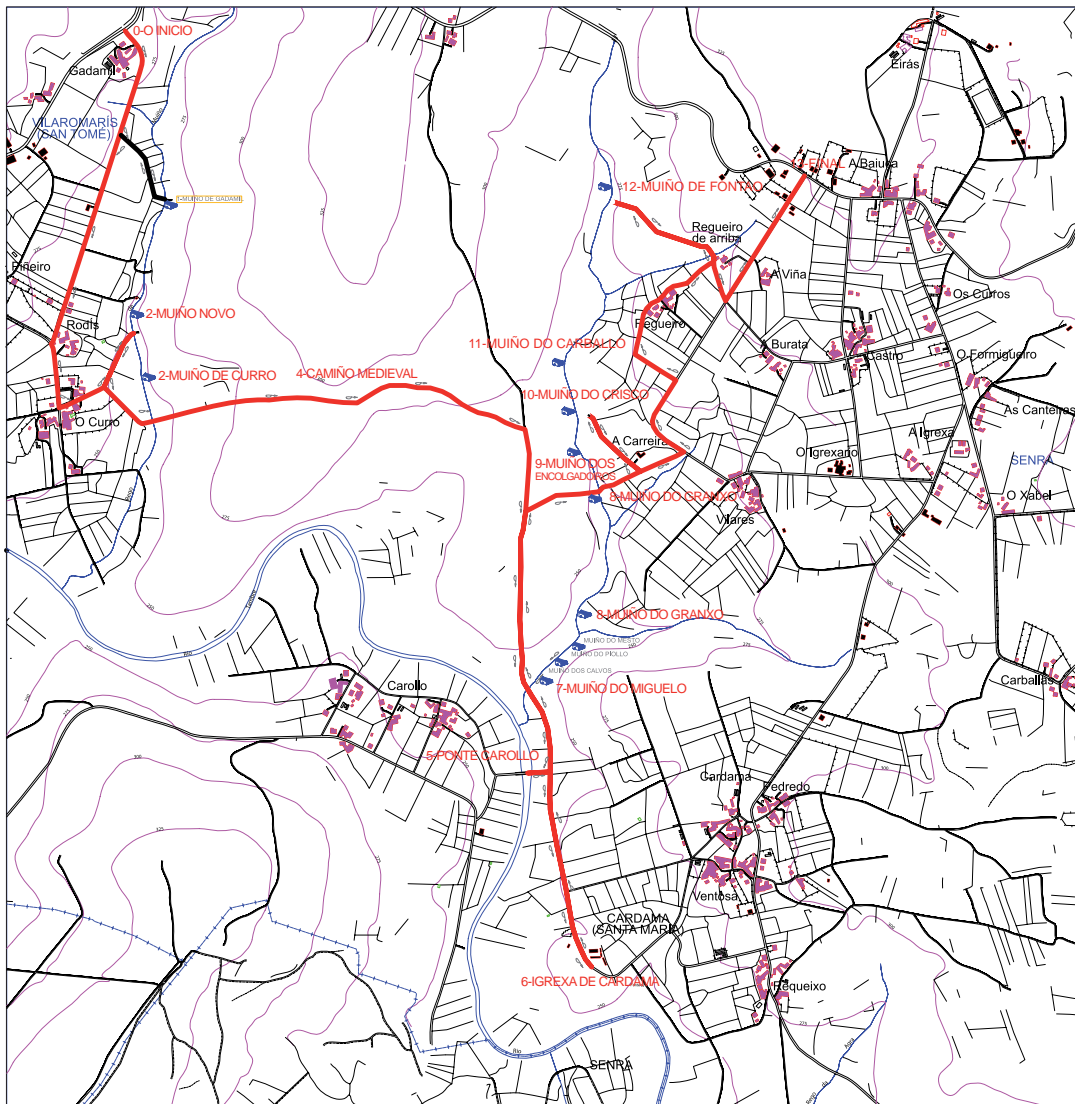 0-O INICIO
Gadamil
Eirás
VILAROMARÍS
(SAN TOMÉ)
13-FINAL
A Baiuca
12-MUIÑO DE FONTAO
1-MUIÑO DE GADAMIL
Regueiro
de arriba
Piñeiro
A Viña
Os Curros
2-MUIÑO NOVO
Regueiro
Rodís
11-MUIÑO DO CARBALLO
A Burata
Castro
O Formigueiro
2-MUIÑO DE CURRO
4-CAMIÑO MEDIEVAL
10-MUIÑO DO CRISCO
As Canteiras
O Curro
A Carreira
A Igrexa
9-MUIÑO DOS
ENCOLGADOIROS
O Igrexario
SENRA
8-MUIÑO DO GRANXO
O Xabel
Vilares
8-MUIÑO DO GRANXO
MUIÑO DO MESTO
MUIÑO DO PIOLLO
MUIÑO DOS CALVOS
7-MUIÑO DO MIGUELO
Carollo
Carballás
5-PONTE CAROLLO
Cardama
Pedredo
Ventosa
CARDAMA
(SANTA MARÍA)
6-IGREXA DE CARDAMA
Requeixo
Río
SENRA